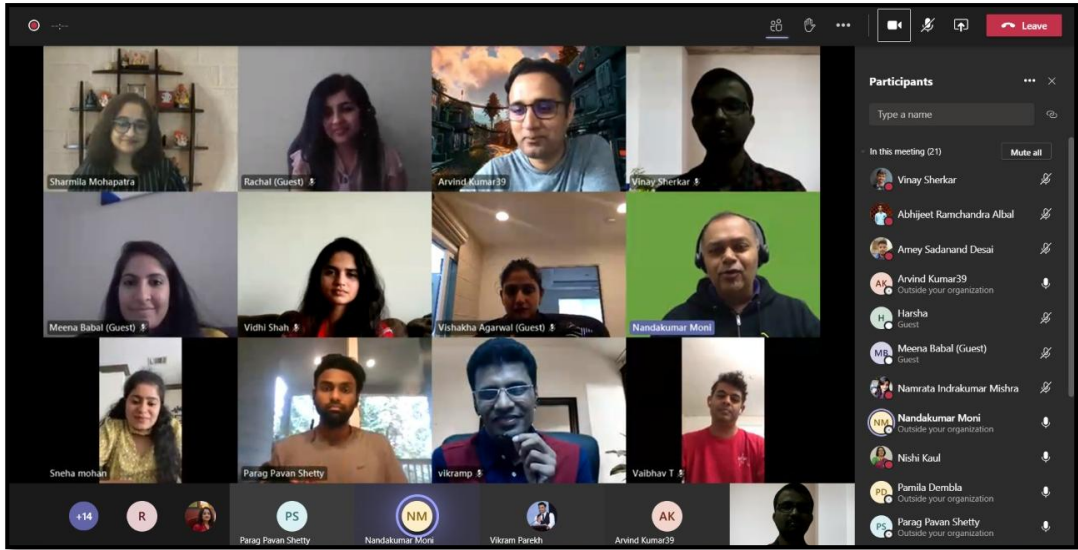 --:--
Leave
Sharmila Mohapatra
Rachal (Guest)
Arvind Kumar39
Vinay Sherkar
Meena Babal (Guest)
Vidhi Shah
Vishakha Agarwal (Guest)
Nandakumar Moni
Sneha mohan
Parag Pavan Shetty
vikramp
Vaibhav T
+14
R
PS
Parag Pavan Shetty
NM
Nandakumar Moni
Vikram Parekh
AK
Arvind Kumar39
Participants
Type a name
In this meeting (21)
Mute all
Vinay Sherkar
Abhijeet Ramchandra Albal
Amey Sadanand Desai
AK
Arvind Kumar39
Outside your organization
H
Harsha
Guest
MB
Meena Babal (Guest)
Guest
Namrata Indrakumar Mishra
NM
Nandakumar Moni
Outside your organization
Nishi Kaul
PD
Pamila Dembla
Outside your organization
PS
Parag Pavan Shetty
Outside your organization